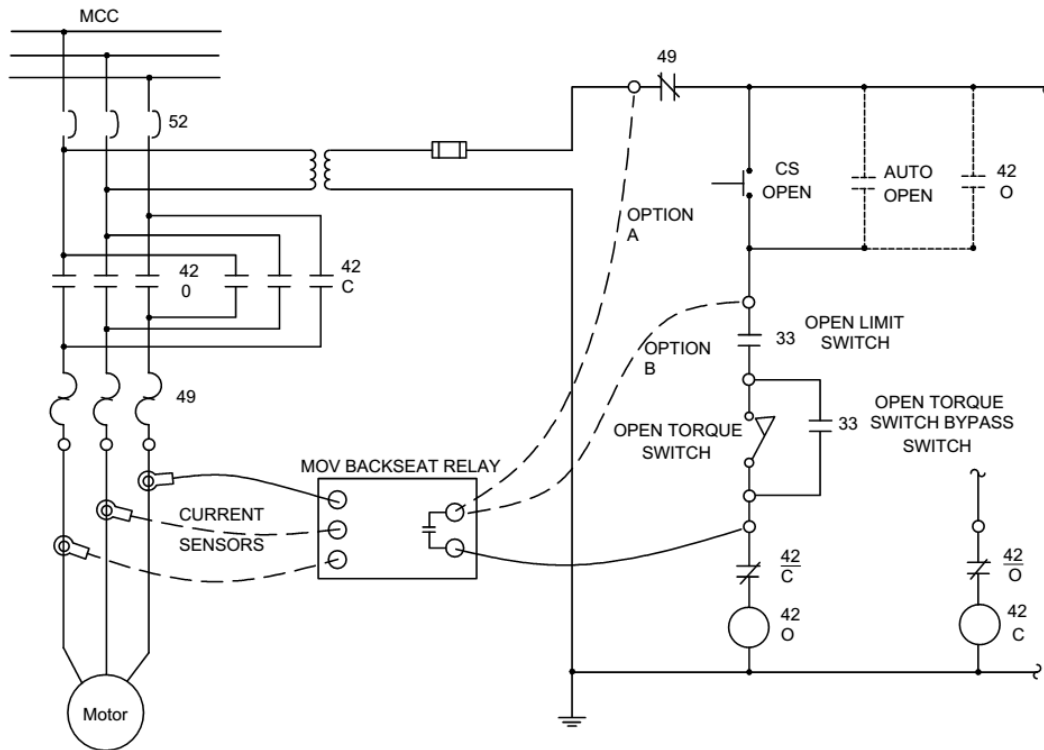 MCC
52
49
CS
OPEN
AUTO
OPEN
42
O
OPTION
A
42
0
42
C
OPTION
B
33
OPEN LIMIT
SWITCH
49
OPEN TORQUE
SWITCH
33
OPEN TORQUE
SWITCH BYPASS
SWITCH
MOV BACKSEAT RELAY
CURRENT
SENSORS
42
C
42
O
42
O
42
C
Motor